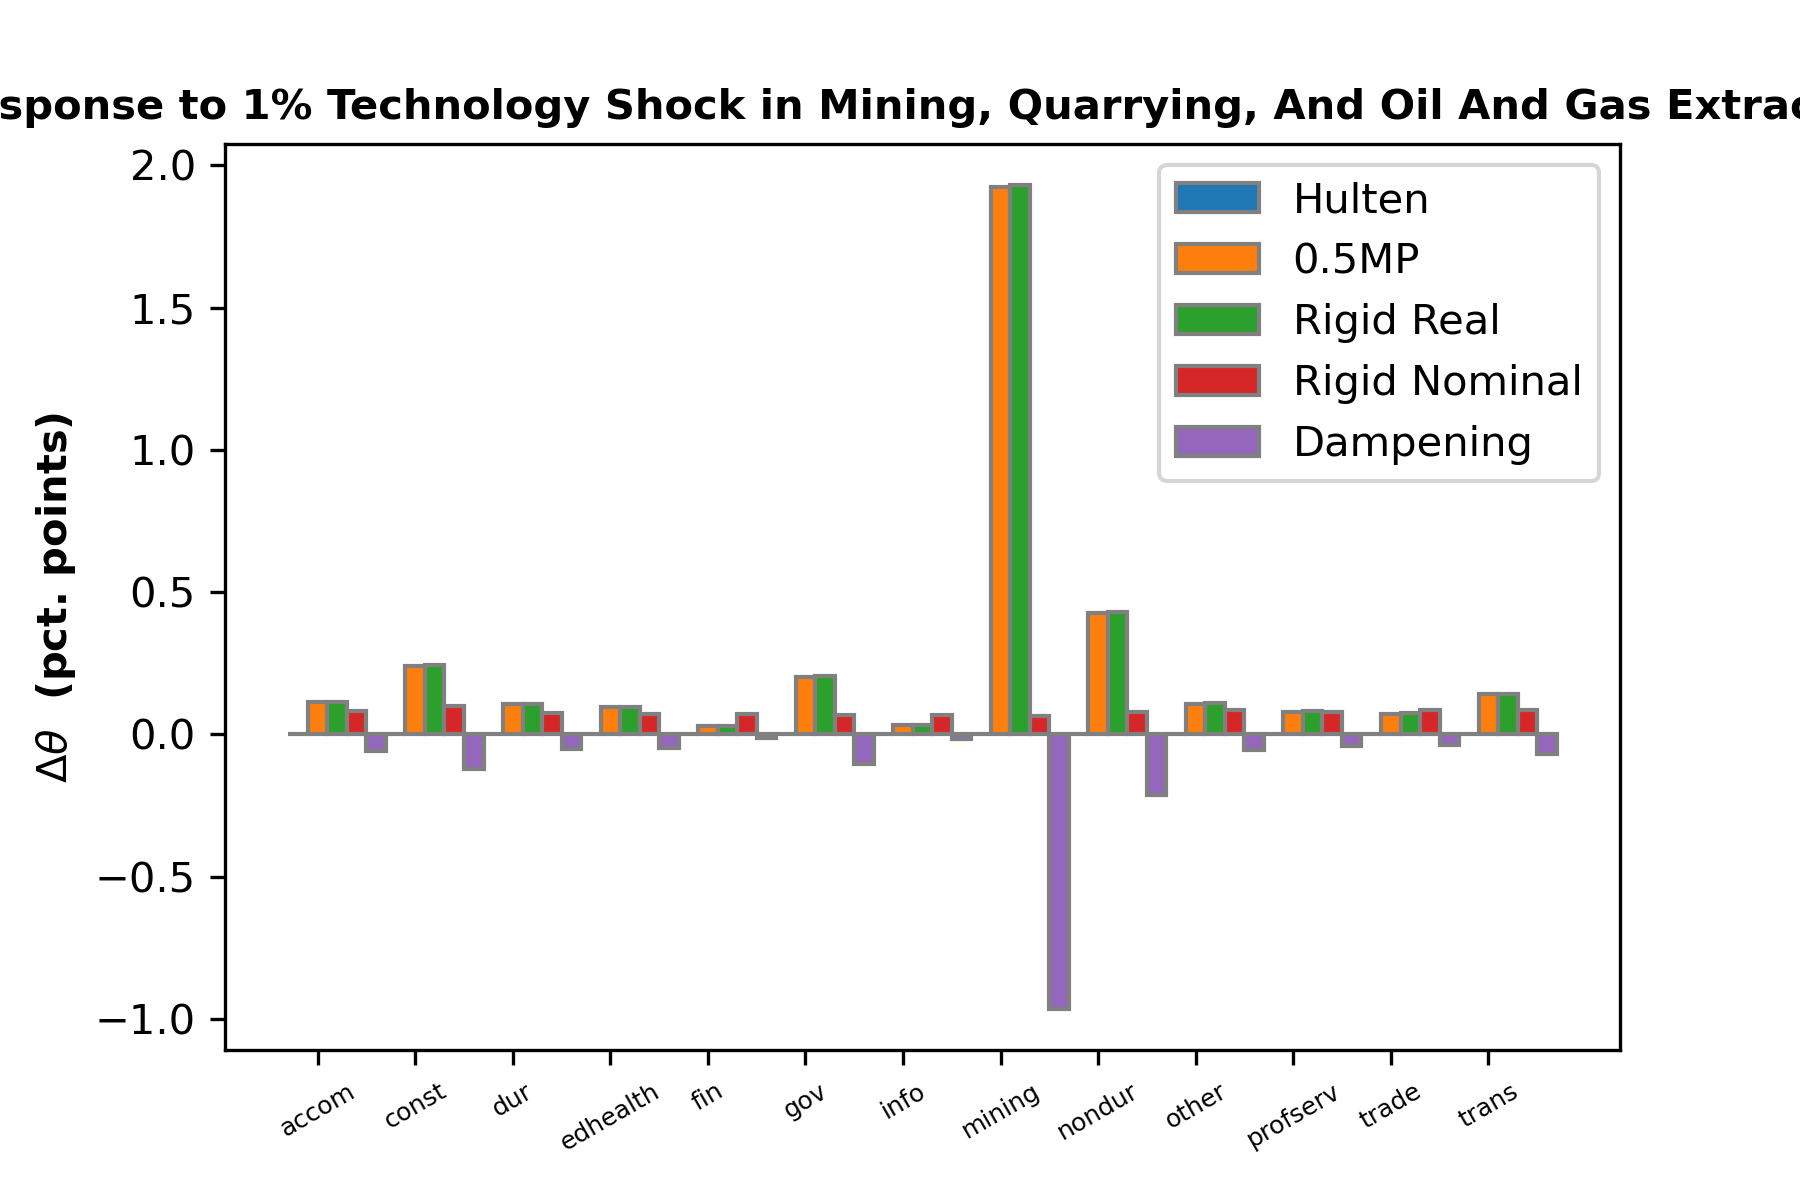 sponse to 1% Technology Shock in Mining, Quarrying, And Oil And Gas Extrac
Hulten
0.5MP
Rigid Real
Rigid Nominal
Dampening
Δθ (pct. points)
2.0
1.5
1.0
0.5
0.0
−0.5
−1.0
accom
const
dur
edhealth
fin
gov
info
mining
nondur
other
profserv
trade
trans